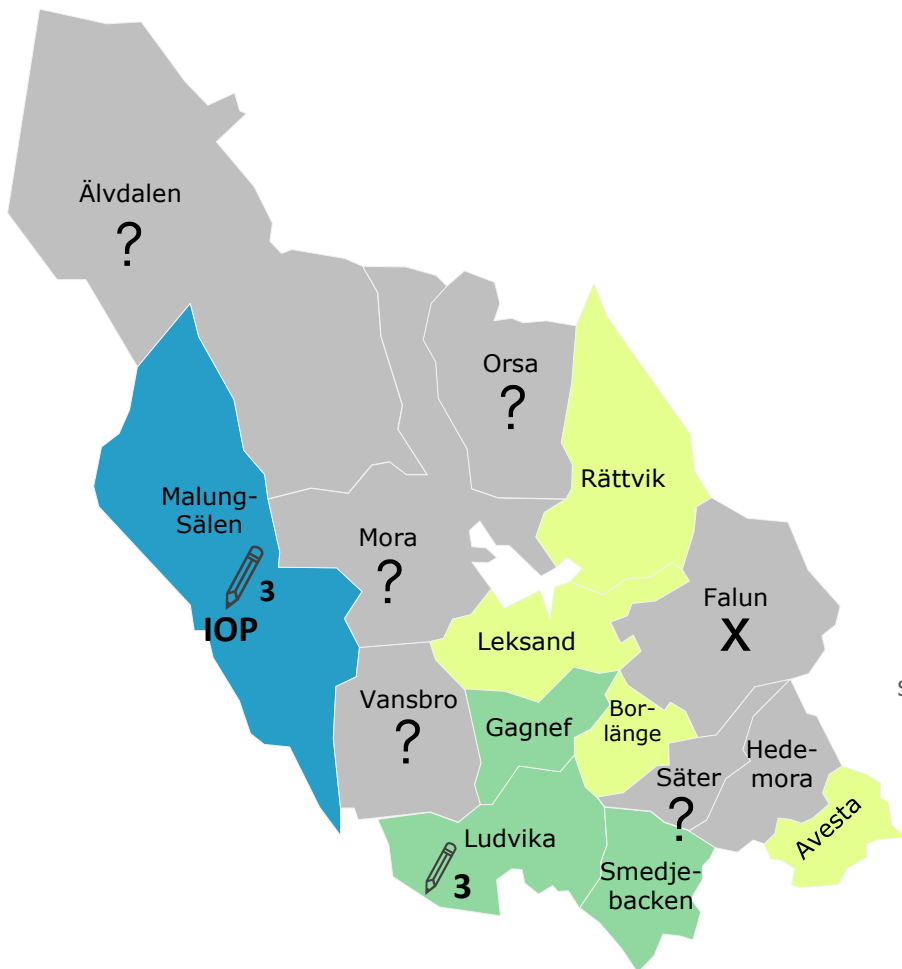 Älvdalen
?
Orsa
?
Rättvik
Malung-
Sälen
3
IOP
Mora
?
Falun
X
Leksand
S
Vansbro
?
Gagnef
Bor-
länge
Hede-
mora
Säter
?
Avesta
Ludvika
3
Smedje-
backen